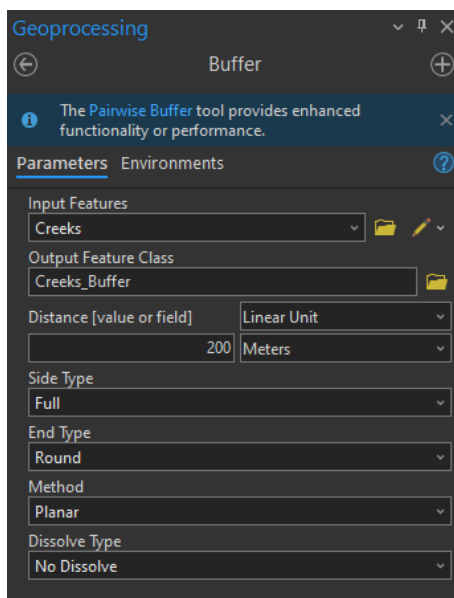 Geoprocessing
Buffer
The Pairwise Buffer tool provides enhanced
functionality or performance.
Parameters Environments
Input Features
Creeks
Output Feature Class
Creeks_Buffer
Distance [value or field] Linear Unit
200 Meters
Side Type
Full
End Type
Round
Method
Planar
Dissolve Type
No Dissolve